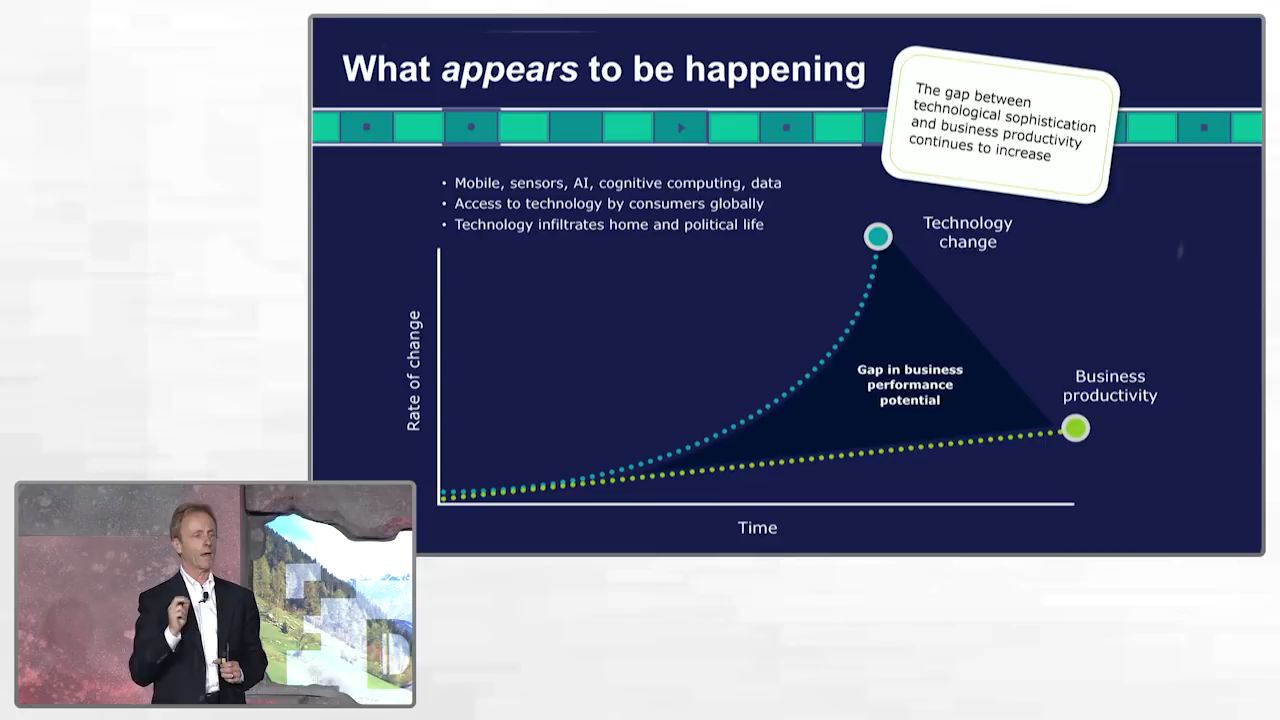 What appears to be happening
The gap between
technological sophistication
and business productivity
continues to increase
• Mobile, sensors, AI, cognitive computing, data
• Access to technology by consumers globally
• Technology infiltrates home and political life
Technology
change
Rate of change
Gap in business
performance
potential
Business
productivity
Time